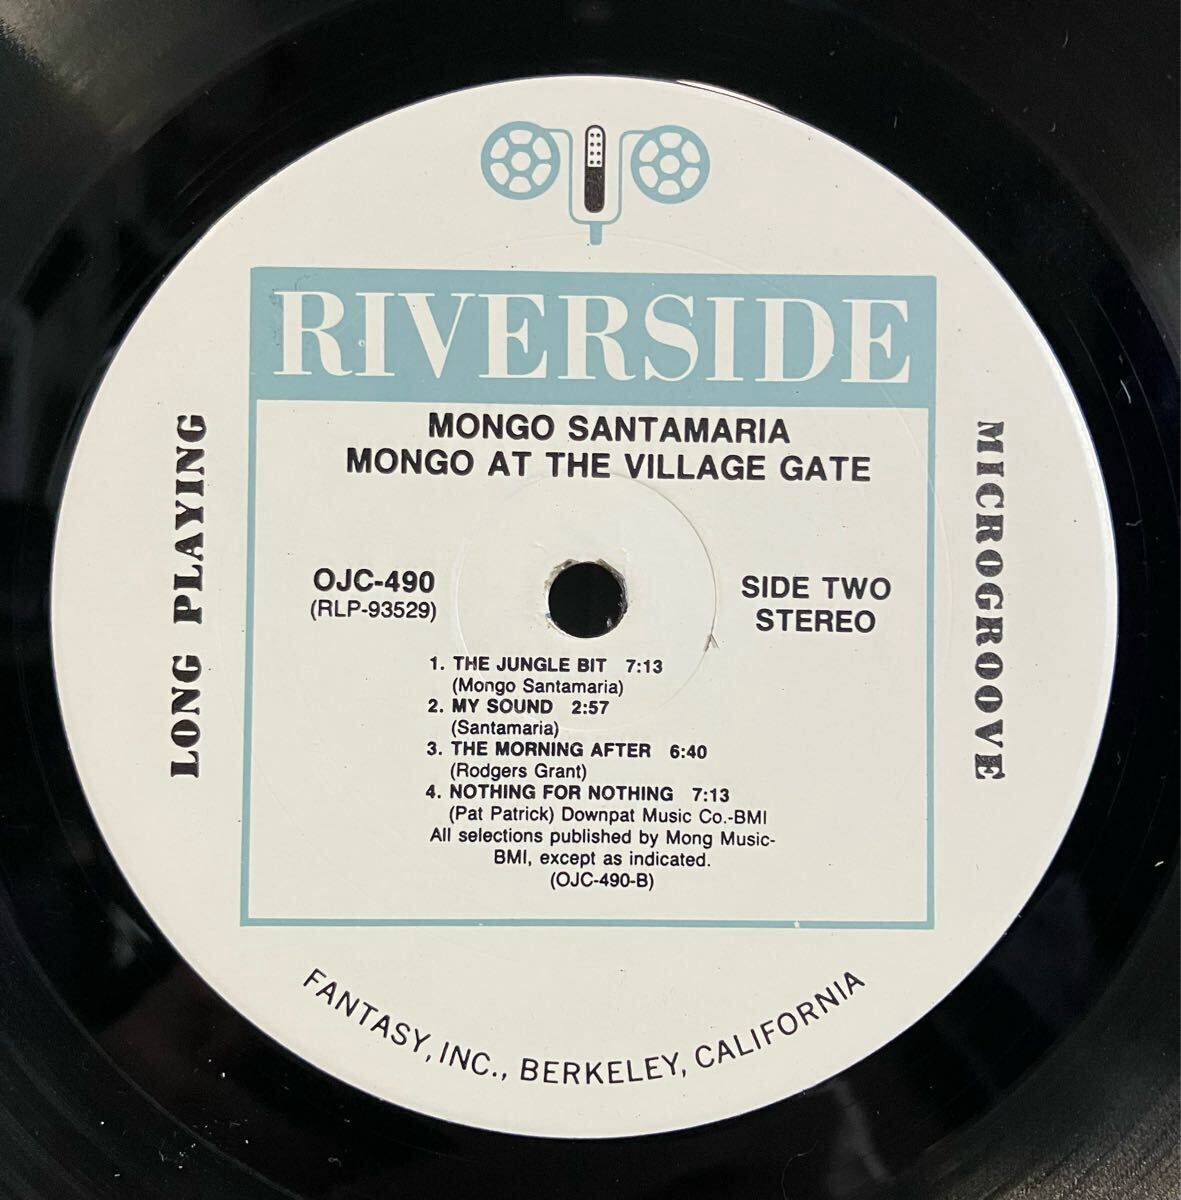 RIVERSIDE
MONGO SANTAMARIA
MONGO AT THE VILLAGE GATE
LONG PLAYING
MICROGROOVE
OJC-490
(RLP-93529)
SIDE TWO
STEREO
1. THE JUNGLE BIT 7:13
(Mongo Santamaria)
2. MY SOUND 2:57
(Santamaria)
3. THE MORNING AFTER 6:40
(Rodgers Grant)
4. NOTHING FOR NOTHING 7:13
(Pat Patrick) Downpat Music Co.-BMI
All selections published by Mong Music-
BMI, except as indicated.
(OJC-490-B)
FANTASY, INC., BERKELEY, CALIFORNIA